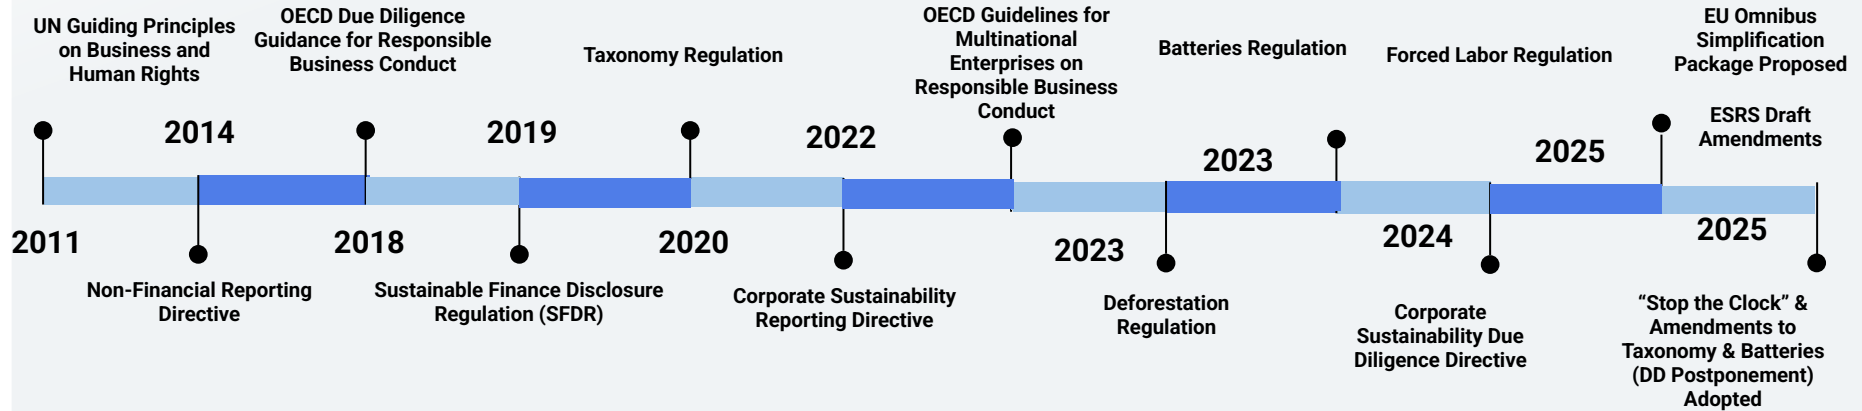 UN Guiding Principles
on Business and
Human Rights
OECD Due Diligence
Guidance for Responsible
Business Conduct
Taxonomy Regulation
OECD Guidelines for
Multinational
Enterprises on
Responsible Business
Conduct
Batteries Regulation
Forced Labor Regulation
EU Omnibus
Simplification
Package Proposed
ESRS Draft
Amendments
2014
2019
2022
2023
2025
2011
2018
2020
2023
2024
2025
Non-Financial Reporting
Directive
Sustainable Finance Disclosure
Regulation (SFDR)
Corporate Sustainability
Reporting Directive
Deforestation
Regulation
Corporate
Sustainability Due
Diligence Directive
“Stop the Clock” &
Amendments to
Taxonomy & Batteries
(DD Postponement)
Adopted